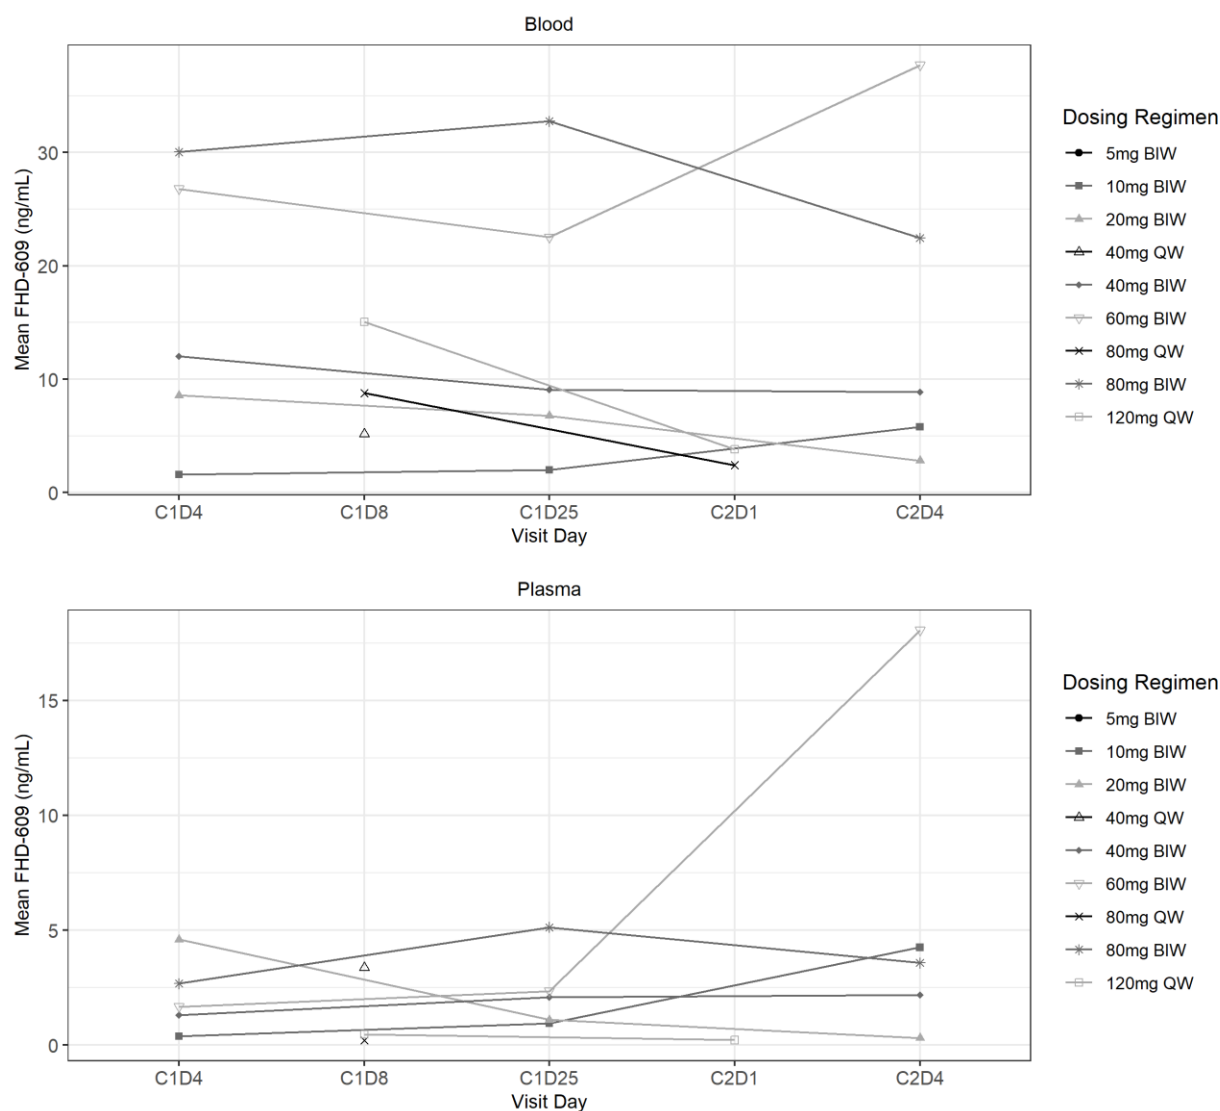 Blood
Mean FHD-609 (ng/mL)
30
20
10
0
C1D4 C1D8 C1D25 C2D1 C2D4
Visit Day
Dosing Regimen
5mg BIW
10mg BIW
20mg BIW
40mg QW
40mg BIW
60mg BIW
80mg QW
80mg BIW
120mg QW
Plasma
Mean FHD-609 (ng/mL)
15
10
5
0
C1D4 C1D8 C1D25 C2D1 C2D4
Visit Day
Dosing Regimen
5mg BIW
10mg BIW
20mg BIW
40mg QW
40mg BIW
60mg BIW
80mg QW
80mg BIW
120mg QW